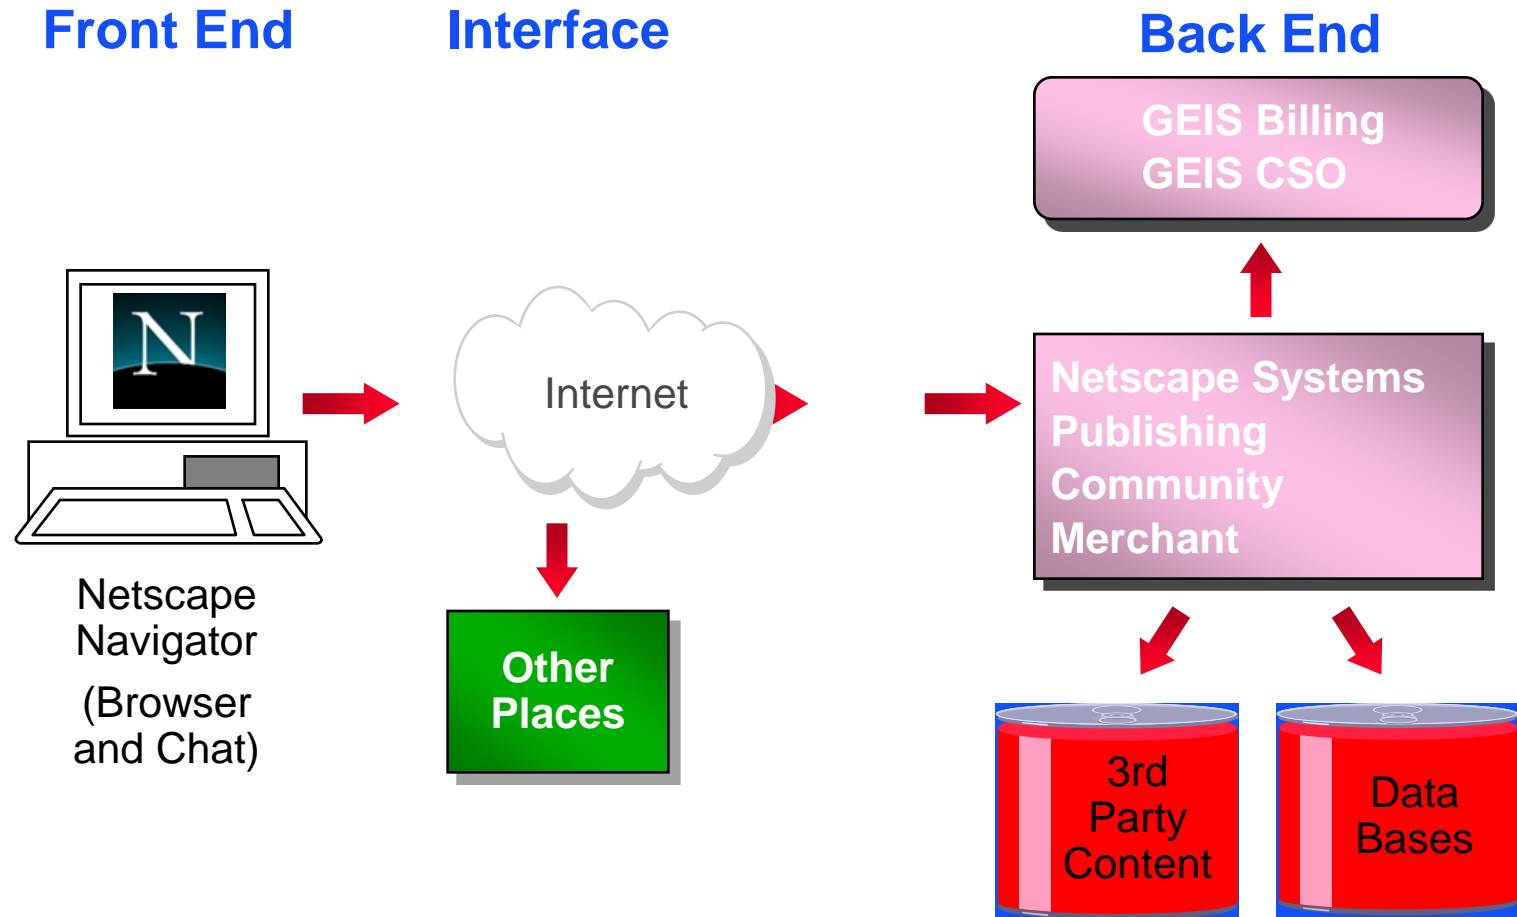 Front End
Interface
Back End
GEIS Billing
GEIS CSO
N
Internet
Netscape Systems
Publishing
Community
Merchant
Netscape
Navigator
(Browser
and Chat)
Other
Places
3rd
Party
Content
Data
Bases